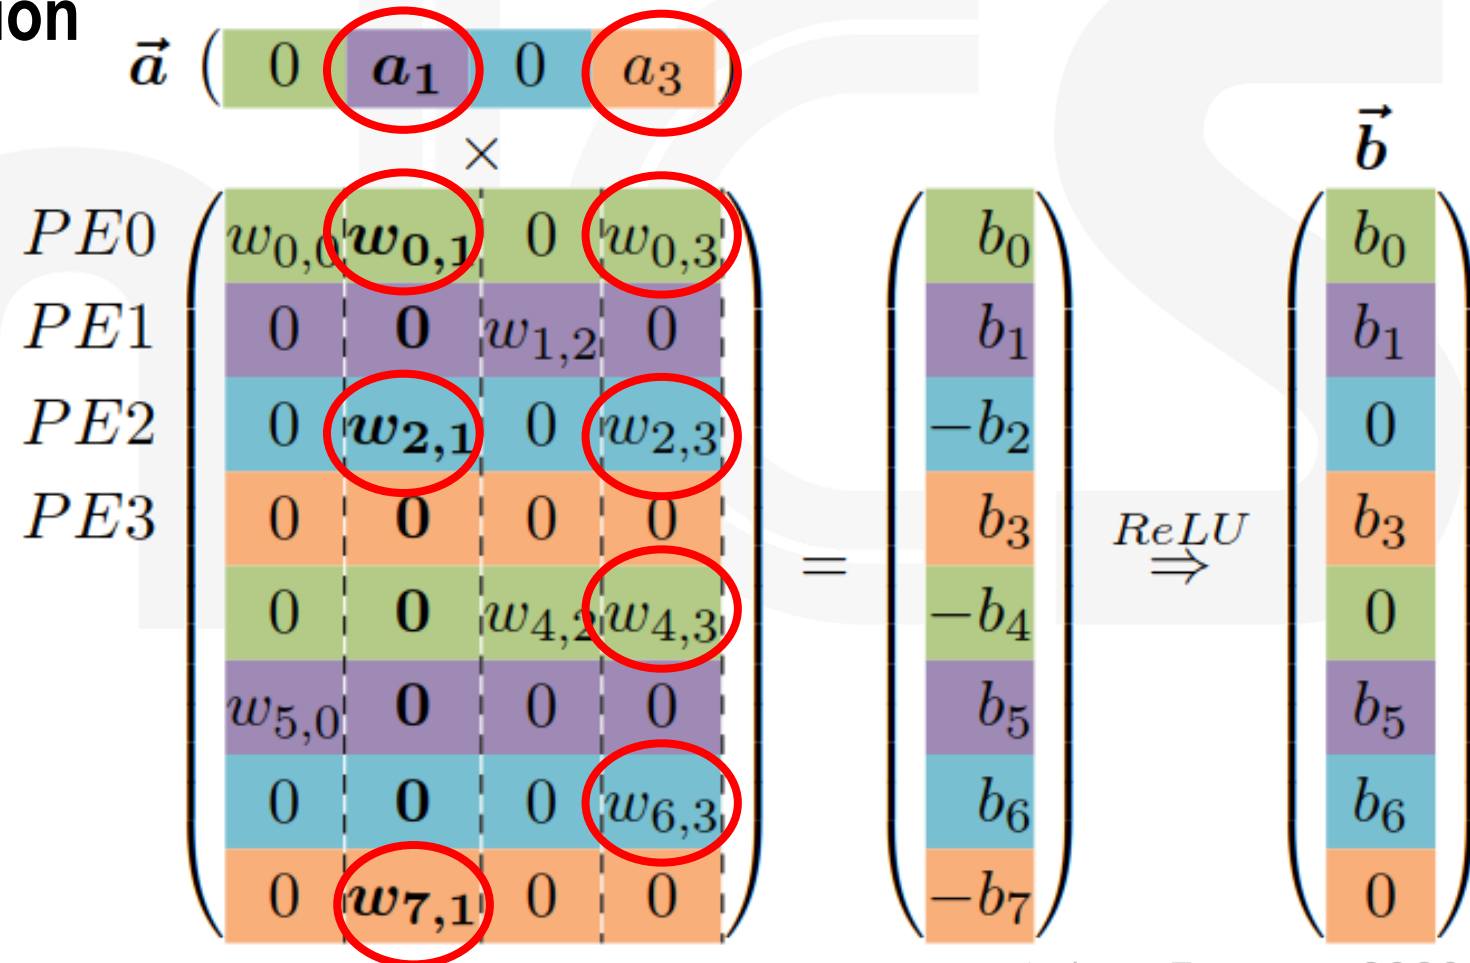 a⃗ ( 0 a₁ 0 a₃ )
×
b⃗
PE0 w₀,₀ w₀,₁ 0 w₀,₃ b₀ b₀
PE1 0 0 w₁,₂ 0 b₁ b₁
PE2 0 w₂,₁ 0 w₂,₃ −b₂ 0
PE3 0 0 0 0 b₃ b₃
= ReLU ⇒
0 0 w₄,₂ w₄,₃ −b₄ 0
w₅,₀ 0 0 0 b₅ b₅
0 0 0 w₆,₃ b₆ b₆
0 w₇,₁ 0 0 −b₇ 0